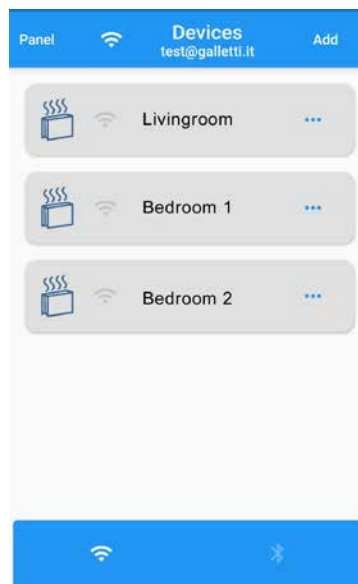 Panel
Devices
Add
test@galletti.it
Livingroom
Bedroom 1
Bedroom 2